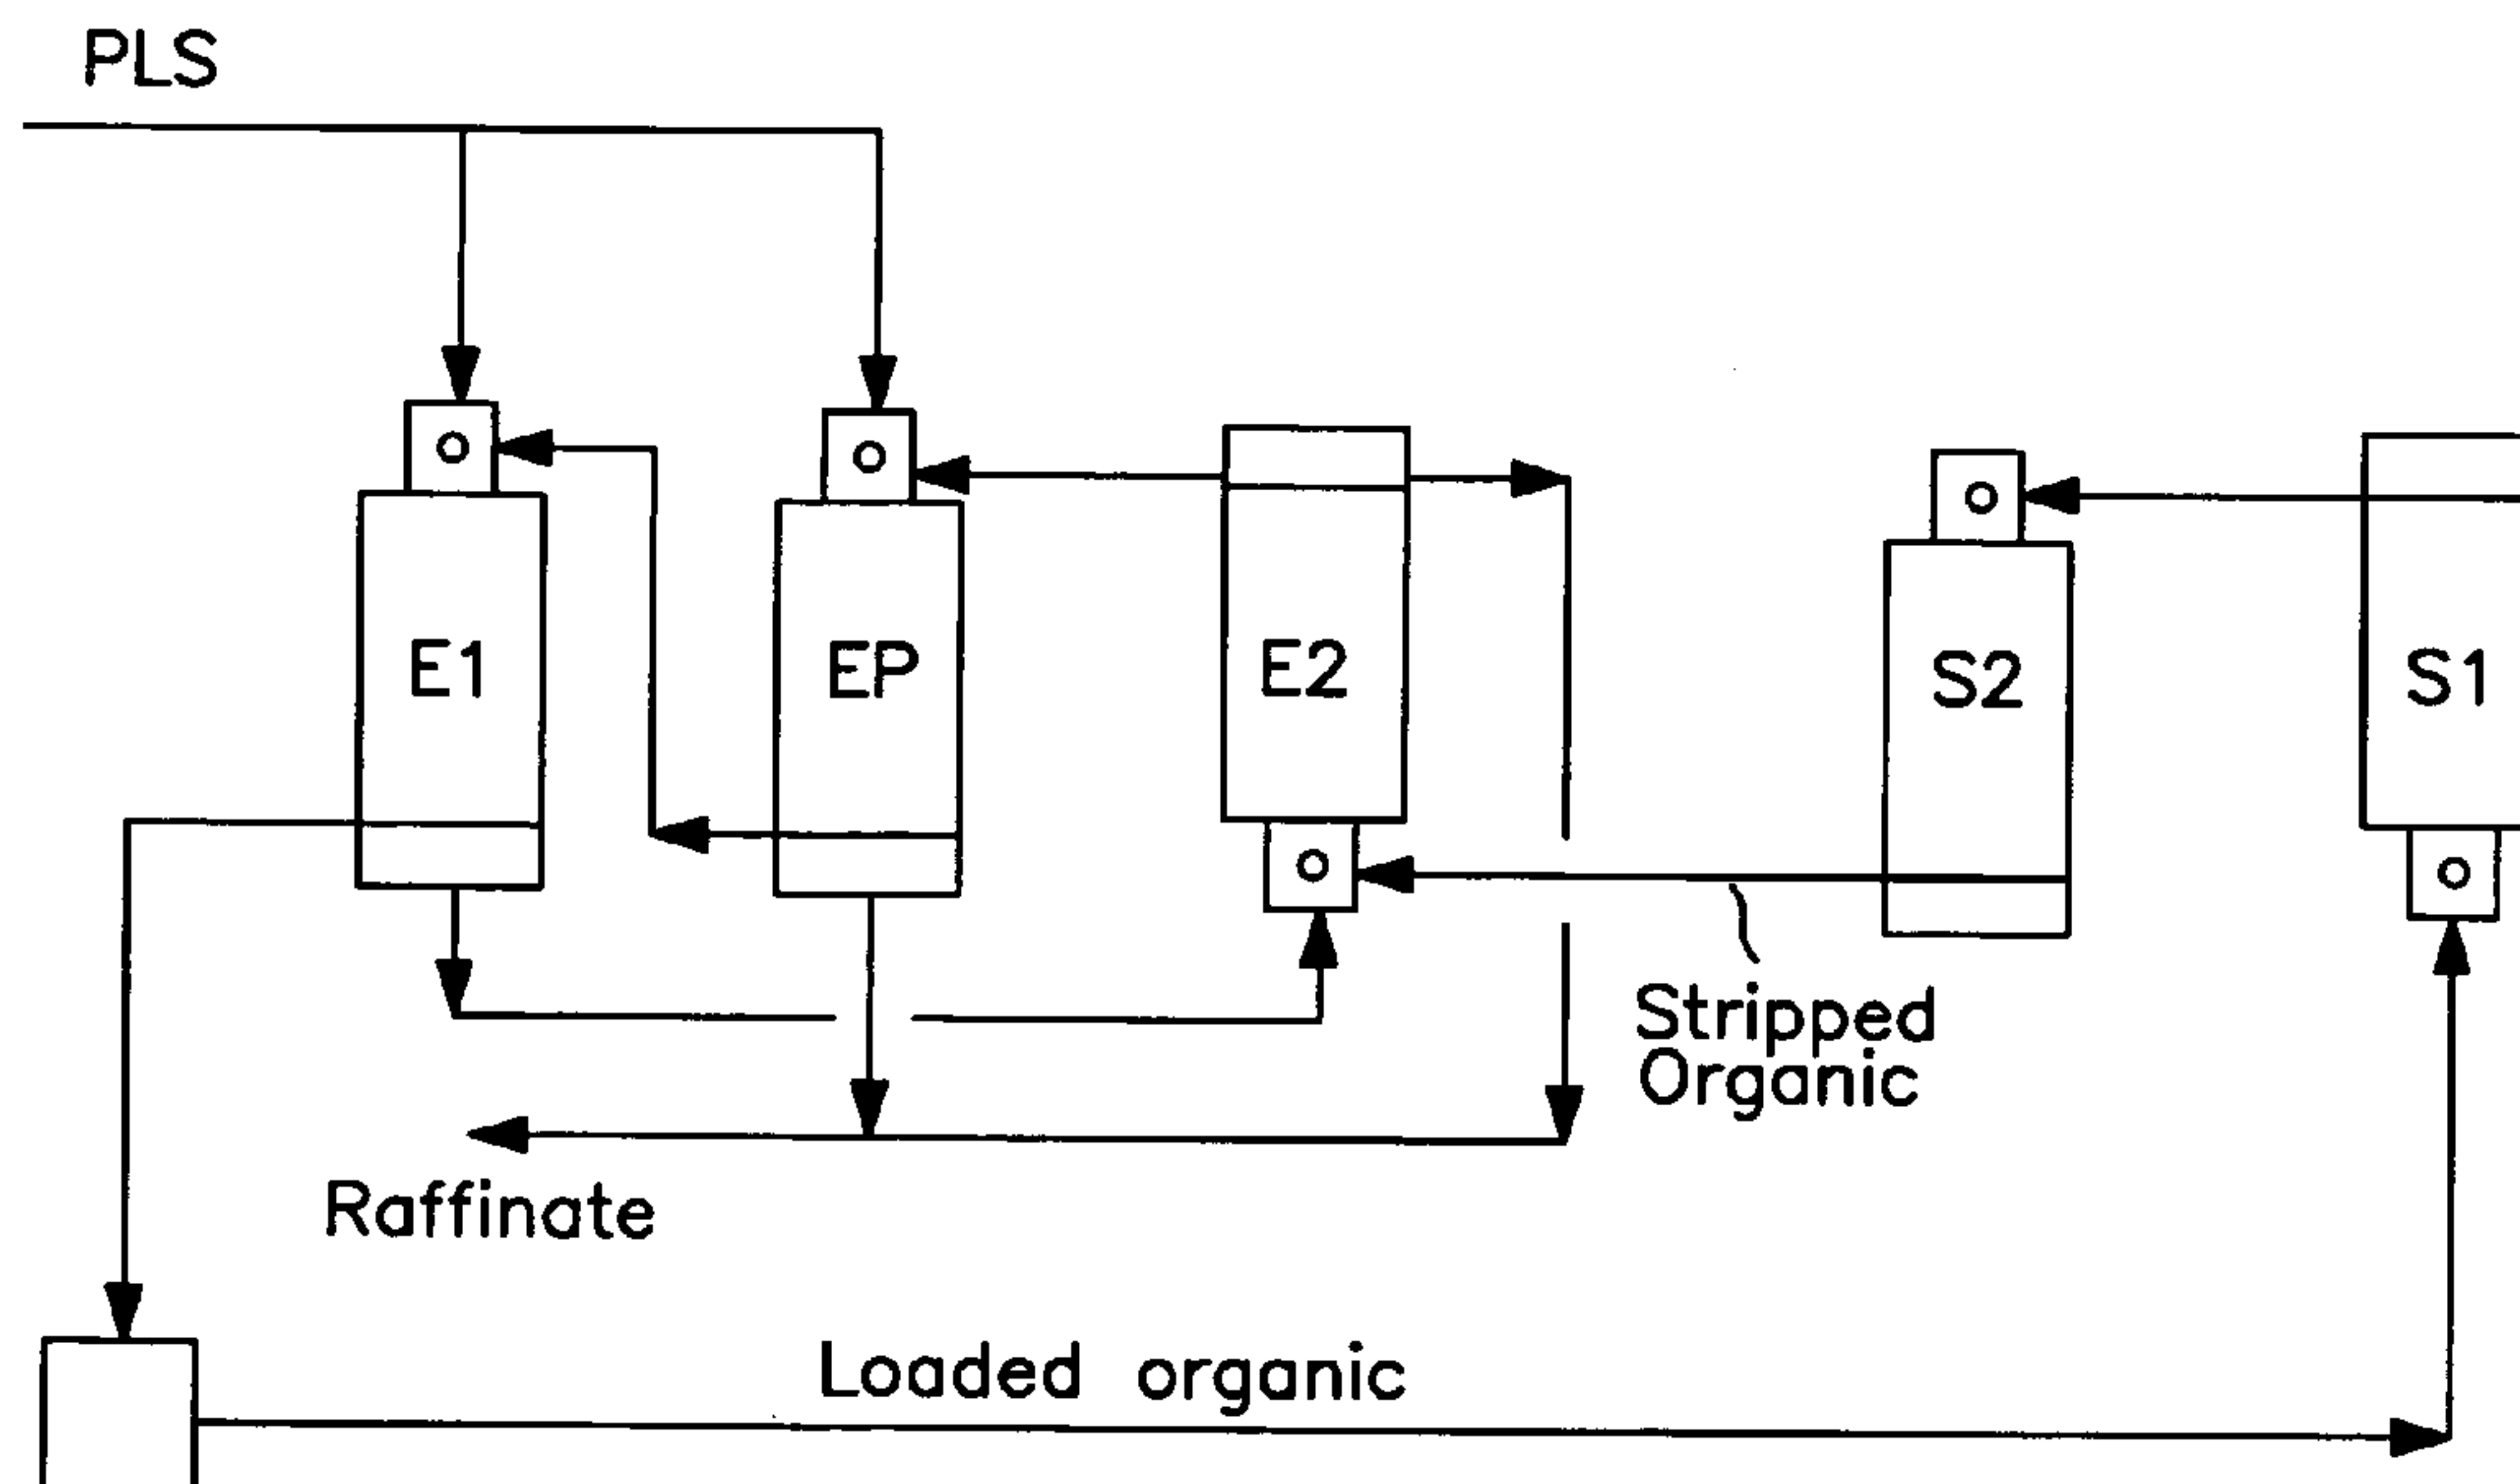 PLS
E1
EP
E2
S2
S1
Stripped
Organic
Raffinate
Loaded organic